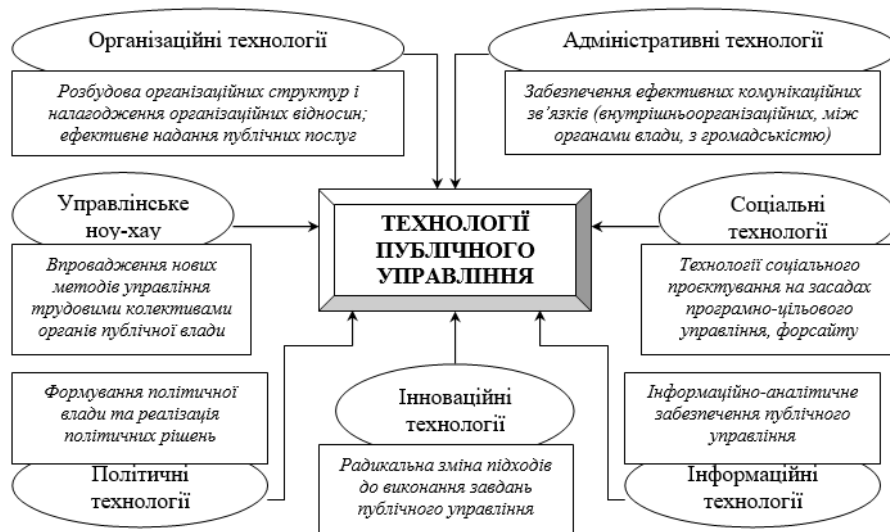 Організаційні технології
Розбудова організаційних структур і
налагодження організаційних відносин;
ефективне надання публічних послуг
Адміністративні технології
Забезпечення ефективних комунікаційних
зв’язків (внутрішньоорганізаційних, між
органами влади, з громадськістю)
Управлінське
ноу-хау
Впровадження нових
методів управління
трудовими колективами
органів публічної влади
ТЕХНОЛОГІЇ
ПУБЛІЧНОГО
УПРАВЛІННЯ
Соціальні
технології
Технології соціального
проєктування на засадах
програмно-цільового
управління, форсайту
Формування політичної
влади та реалізація
політичних рішень
Політичні
технології
Інноваційні
технології
Радикальна зміна підходів
до виконання завдань
публічного управління
Інформаційно-аналітичне
забезпечення публічного
управління
Інформаційні
технології